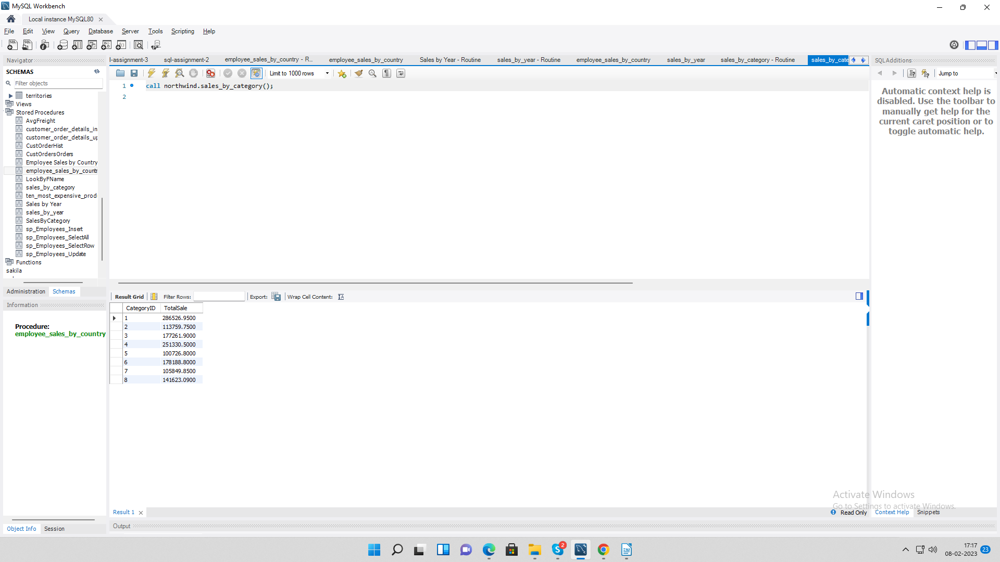 MySQL Workbench
Local instance MySQL80
File Edit View Query Database Server Tools Scripting Help
Navigator
SCHEMAS
Filter objects
territories
Views
Stored Procedures
AvgFreight
customer_order_details_in
customer_order_details_up
CustOrderHist
CustOrdersOrders
Employee Sales by Country
employee_sales_by_countr
LookByFName
sales_by_category
ten_most_expensive_prod
Sales by Year
sales_by_year
SalesByCategory
sp_Employees_Insert
sp_Employees_SelectAll
sp_Employees_SelectRow
sp_Employees_Update
Functions
sakila
Administration Schemas
Information
Procedure:
employee_sales_by_country
Object Info Session
l-assignment-3 sql-assignment-2 employee_sales_by_country - R... employee_sales_by_country Sales by Year - Routine sales_by_year - Routine employee_sales_by_country sales_by_year sales_by_category - Routine sales_by_cate
Limit to 1000 rows
1 call northwind.sales_by_category();
2
Result Grid Filter Rows: Export: Wrap Cell Content:
CategoryID TotalSale
1 286526.9500
2 113759.7500
3 177261.9000
4 251330.5000
5 100726.8000
6 178188.8000
7 105849.8500
8 141623.0900
Result 1
Read Only
Output
SQLAdditions
Jump to
Automatic context help is
disabled. Use the toolbar to
manually get help for the
current caret position or to
toggle automatic help.
Activate Windows
Go to Settings to activate Windows.
Context Help Snippets
2
17:17
08-02-2023
23